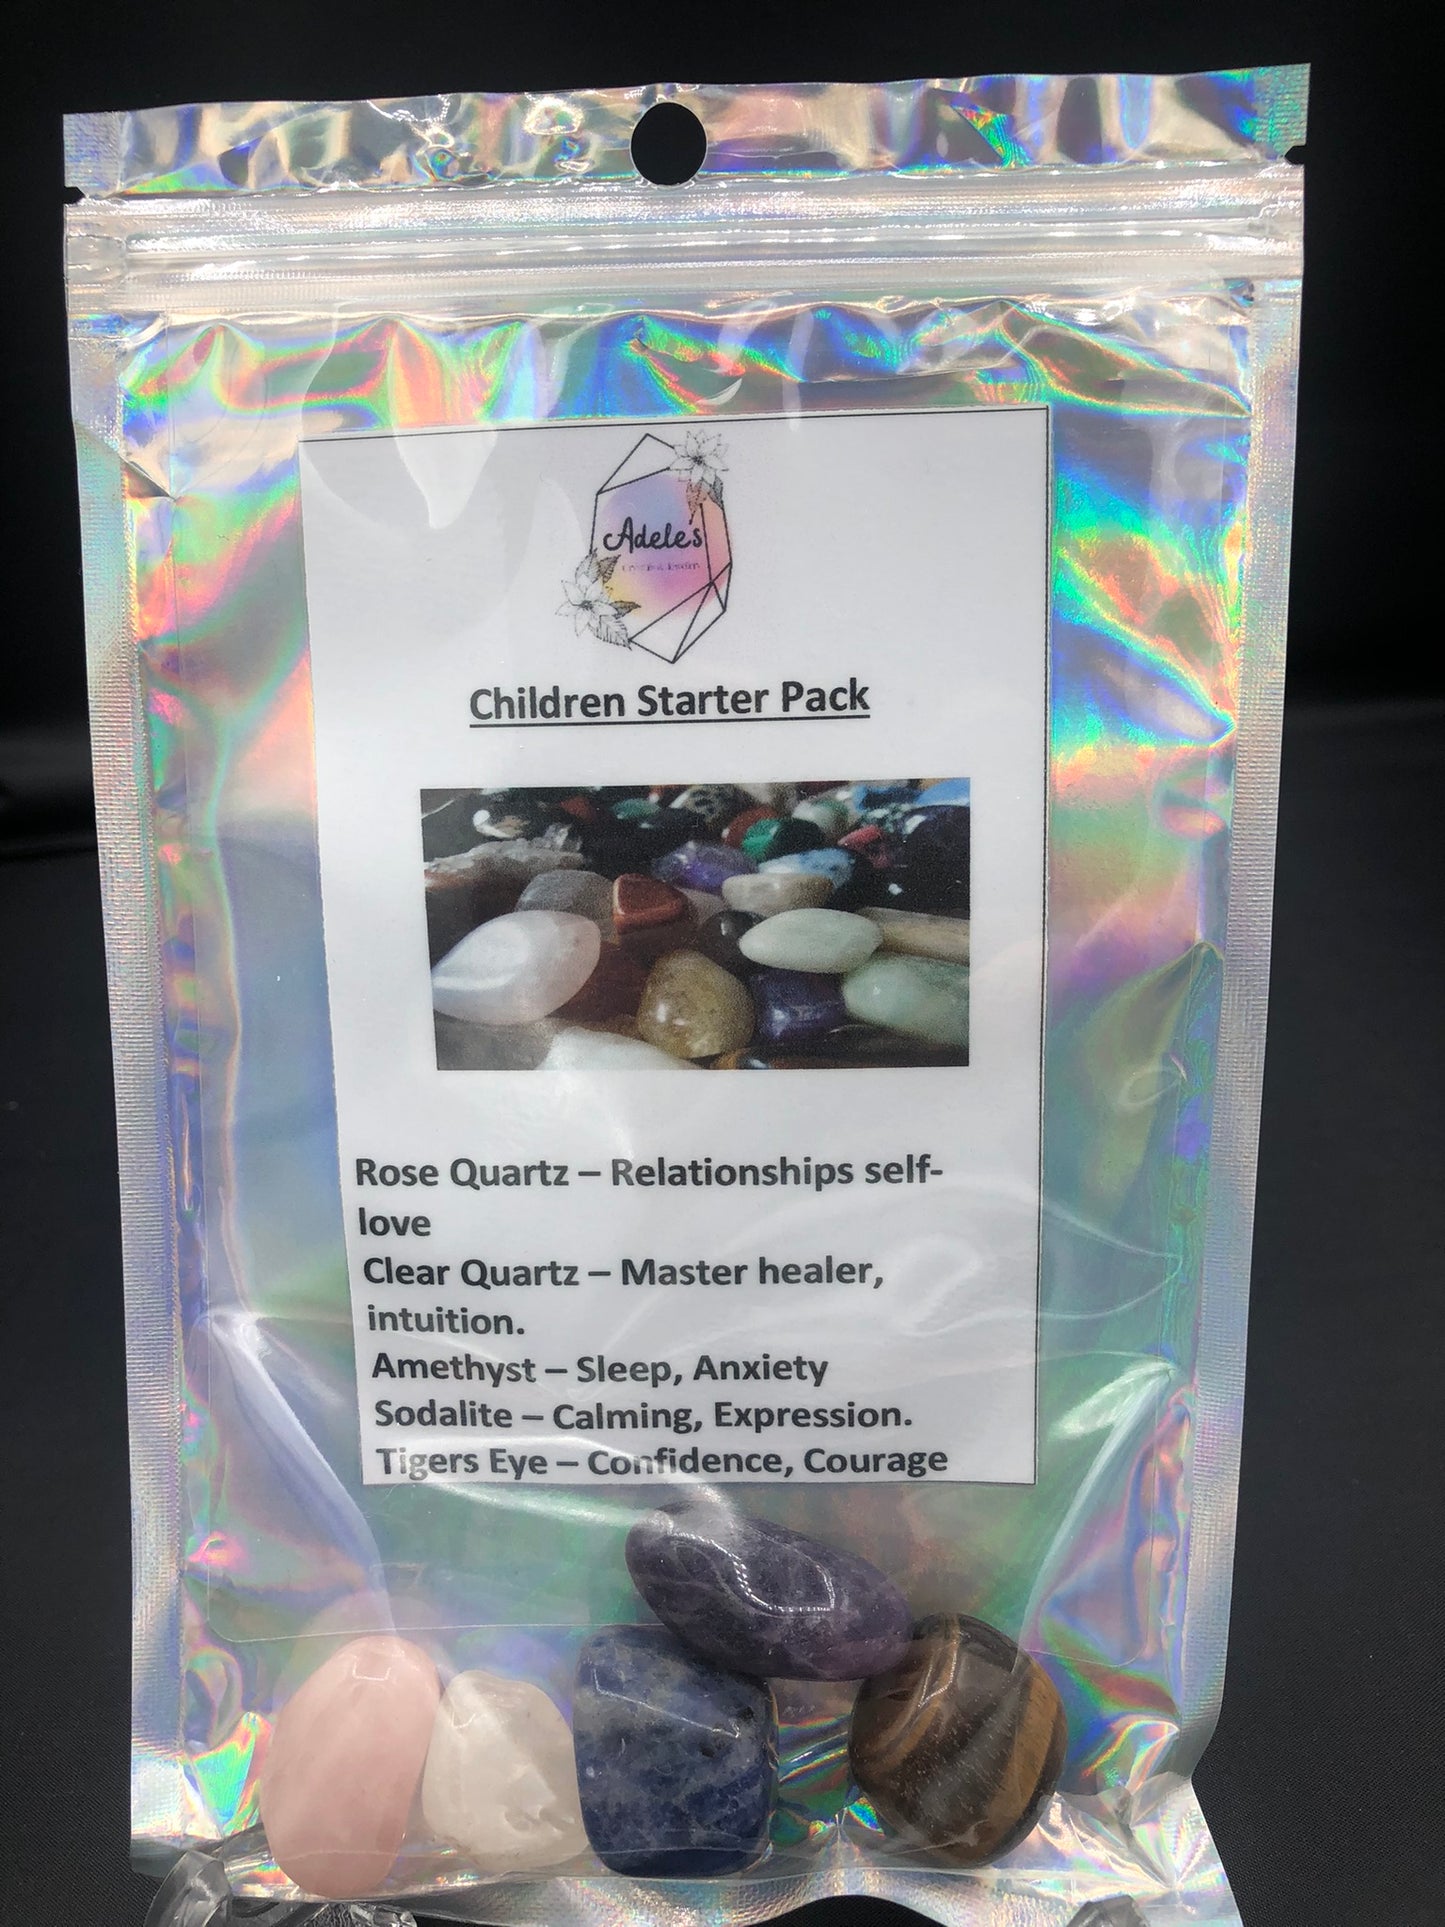 Adele's
Children Starter Pack
Rose Quartz – Relationships self-
love
Clear Quartz – Master healer,
intuition.
Amethyst – Sleep, Anxiety
Sodalite – Calming, Expression.
Tigers Eye – Confidence, Courage